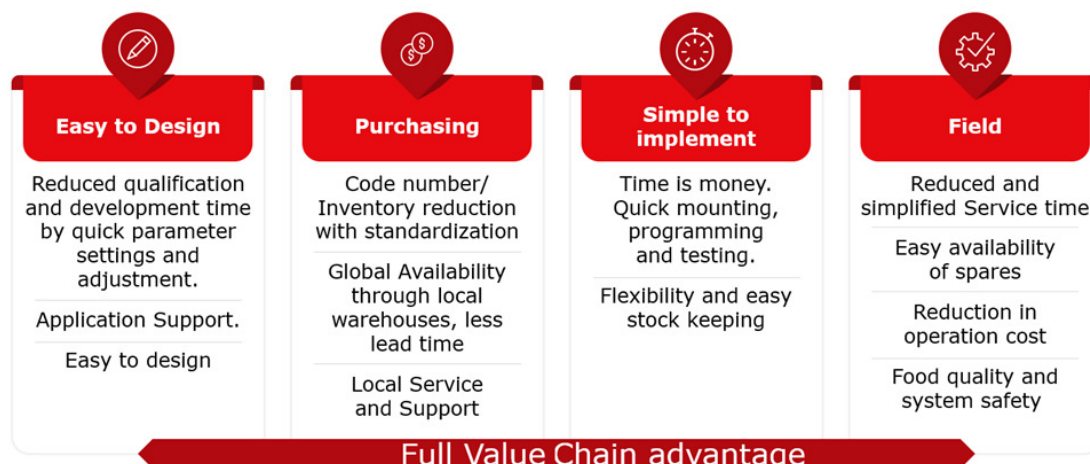 Easy to Design
Reduced qualification
and development time
by quick parameter
settings and
adjustment.
Application Support.
Easy to design
Purchasing
Code number/
Inventory reduction
with standardization
Global Availability
through local
warehouses, less
lead time
Local Service
and Support
Simple to
implement
Time is money.
Quick mounting,
programming
and testing.
Flexibility and easy
stock keeping
Field
Reduced and
simplified Service time
Easy availability
of spares
Reduction in
operation cost
Food quality and
system safety
Full Value Chain advantage